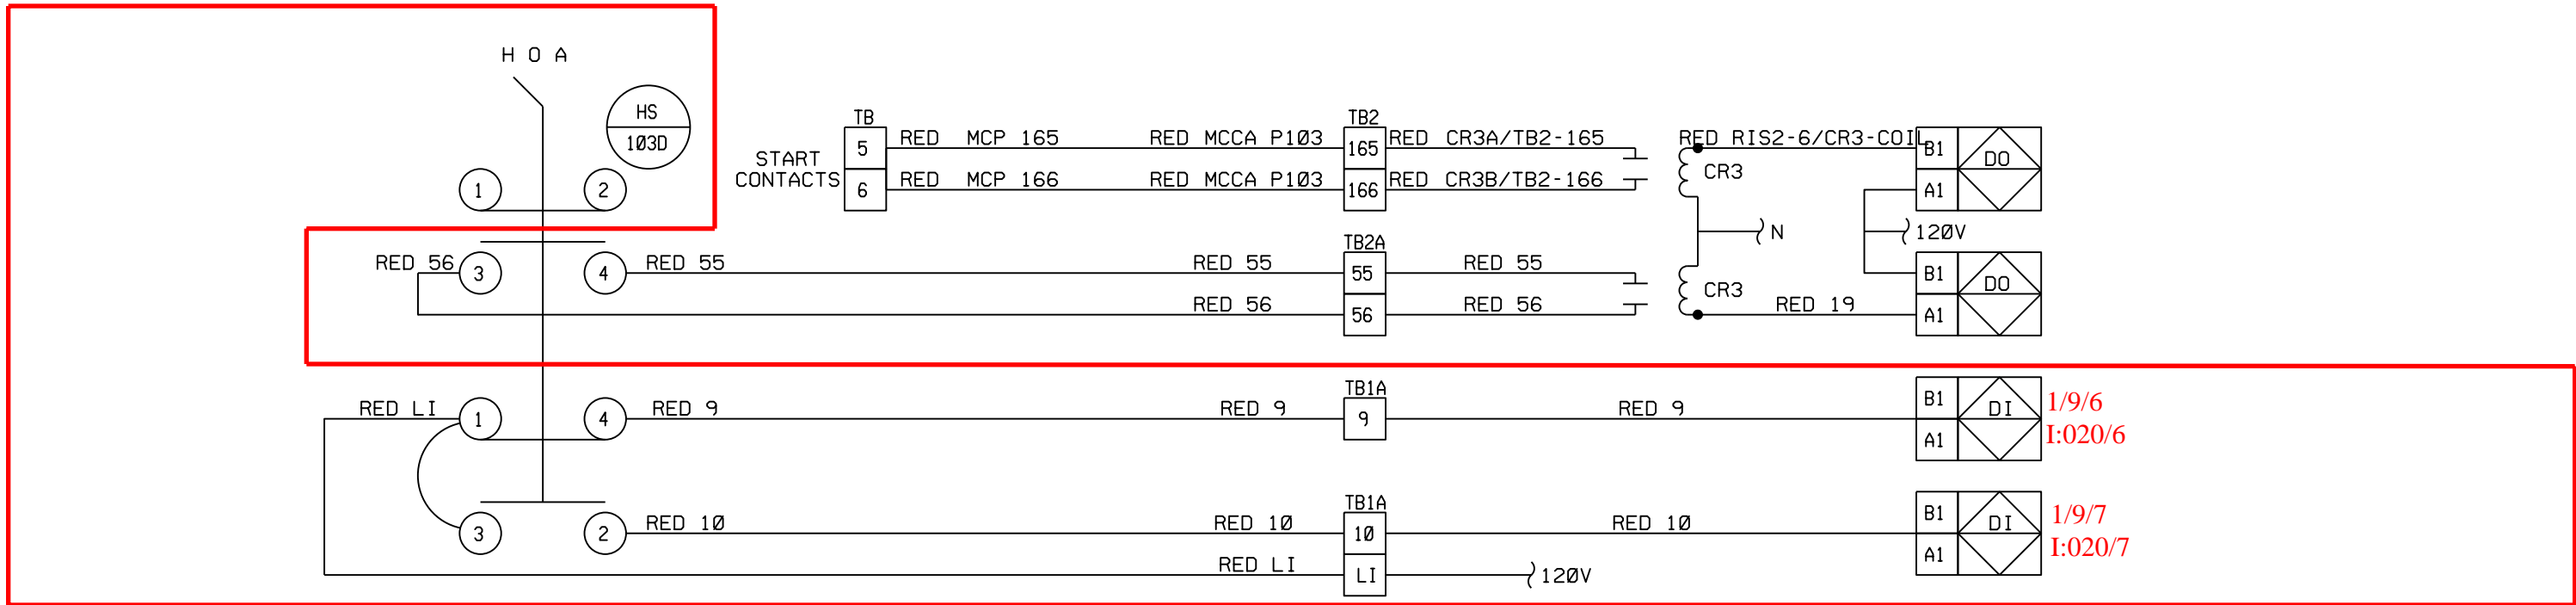 H O A
HS
103D
1 2
START
CONTACTS
TB
5 RED MCP 165 RED MCCA P103
6 RED MCP 166 RED MCCA P103
TB2
165 RED CR3A/TB2-165
166 RED CR3B/TB2-166
RED RIS2-6/CR3-COIL
CR3
B1 DO
A1
N
120V
RED 56 3 4 RED 55 RED 55
RED 56
TB2A
55 RED 55
56 RED 56
CR3
RED 19
B1 DO
A1
RED LI 1 4 RED 9 RED 9
TB1A
9 RED 9
B1 DI
A1
1/9/6
I:020/6
3 2 RED 10 RED 10
TB1A
10 RED 10
RED LI LI 120V
B1 DI
A1
1/9/7
I:020/7